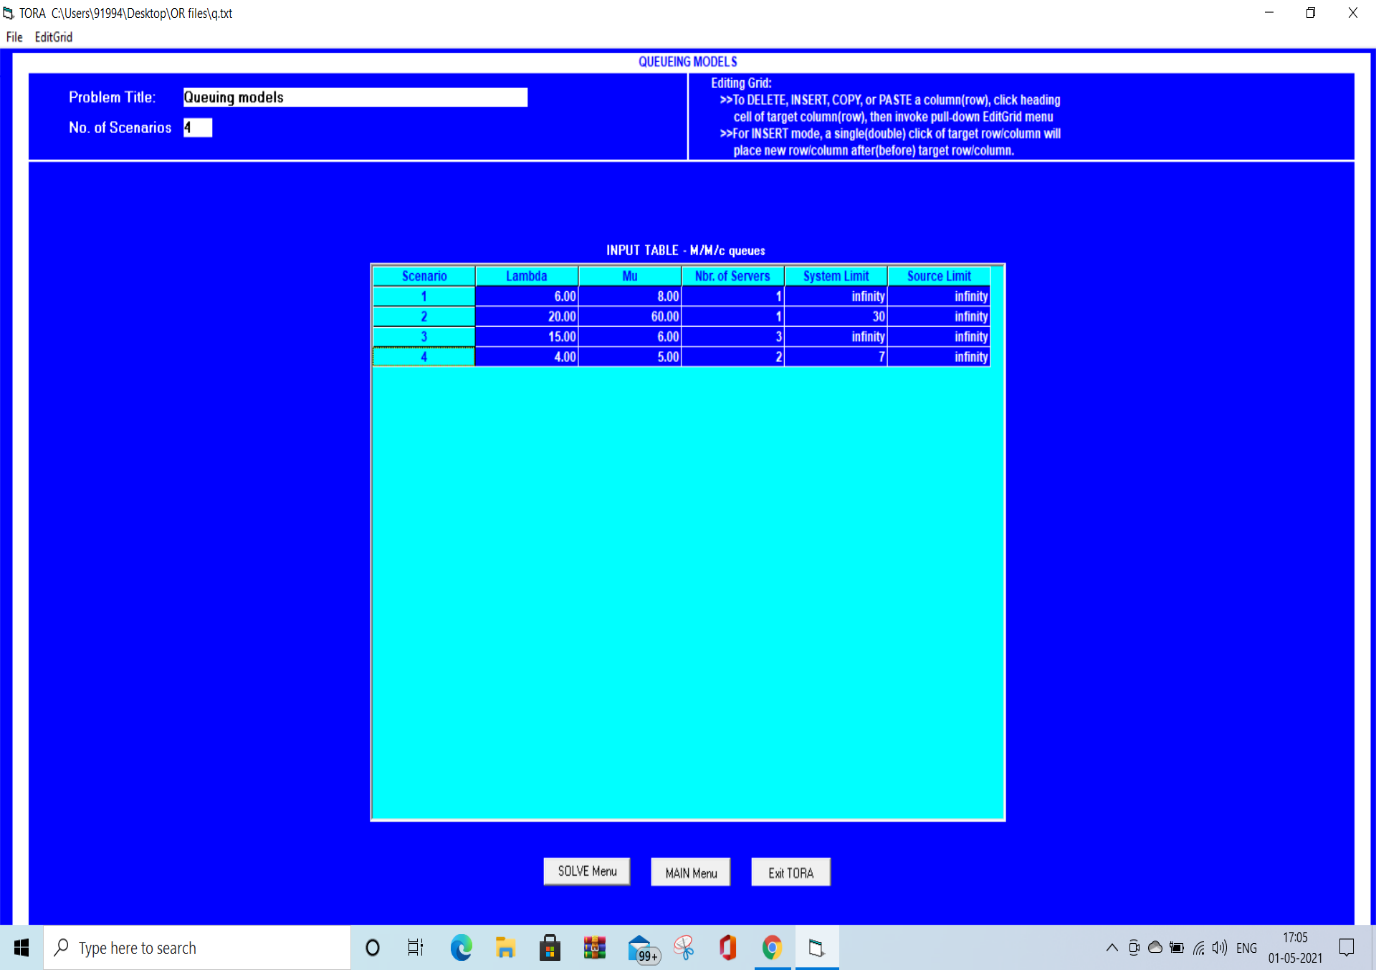 TORA C:\Users\91994\Desktop\OR files\q.txt
File EditGrid
QUEUEING MODELS
Problem Title: Queuing models
No. of Scenarios 4
Editing Grid:
>>To DELETE, INSERT, COPY, or PASTE a column(row), click heading
cell of target column(row), then invoke pull-down EditGrid menu
>>For INSERT mode, a single(double) click of target row/column will
place new row/column after(before) target row/column.
INPUT TABLE - M/M/c queues
Scenario Lambda Mu Nbr. of Servers System Limit Source Limit
1 6.00 8.00 1 infinity infinity
2 20.00 60.00 1 30 infinity
3 15.00 6.00 3 infinity infinity
4 4.00 5.00 2 7 infinity
SOLVE Menu MAIN Menu Exit TORA
Type here to search
99+
ENG
17:05
01-05-2021